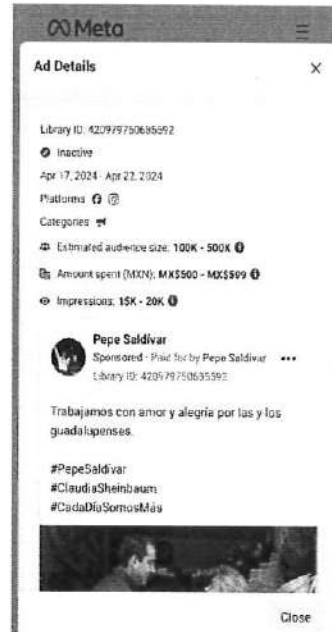 Meta
Ad Details
Library ID: 420979750635592
Inactive
Apr 17, 2024 - Apr 22, 2024
Platforms
Categories
Estimated audience size: 100K - 500K
Amount spent (MXN): MX$500 - MX$599
Impressions: 15K - 20K
Pepe Saldívar
Sponsored · Paid for by Pepe Saldívar
Library ID: 420979750635592
Trabajamos con amor y alegría por las y los
guadalupenses.
#PepeSaldívar
#ClaudiaSheinbaum
#CadaDíaSomosMás
Close